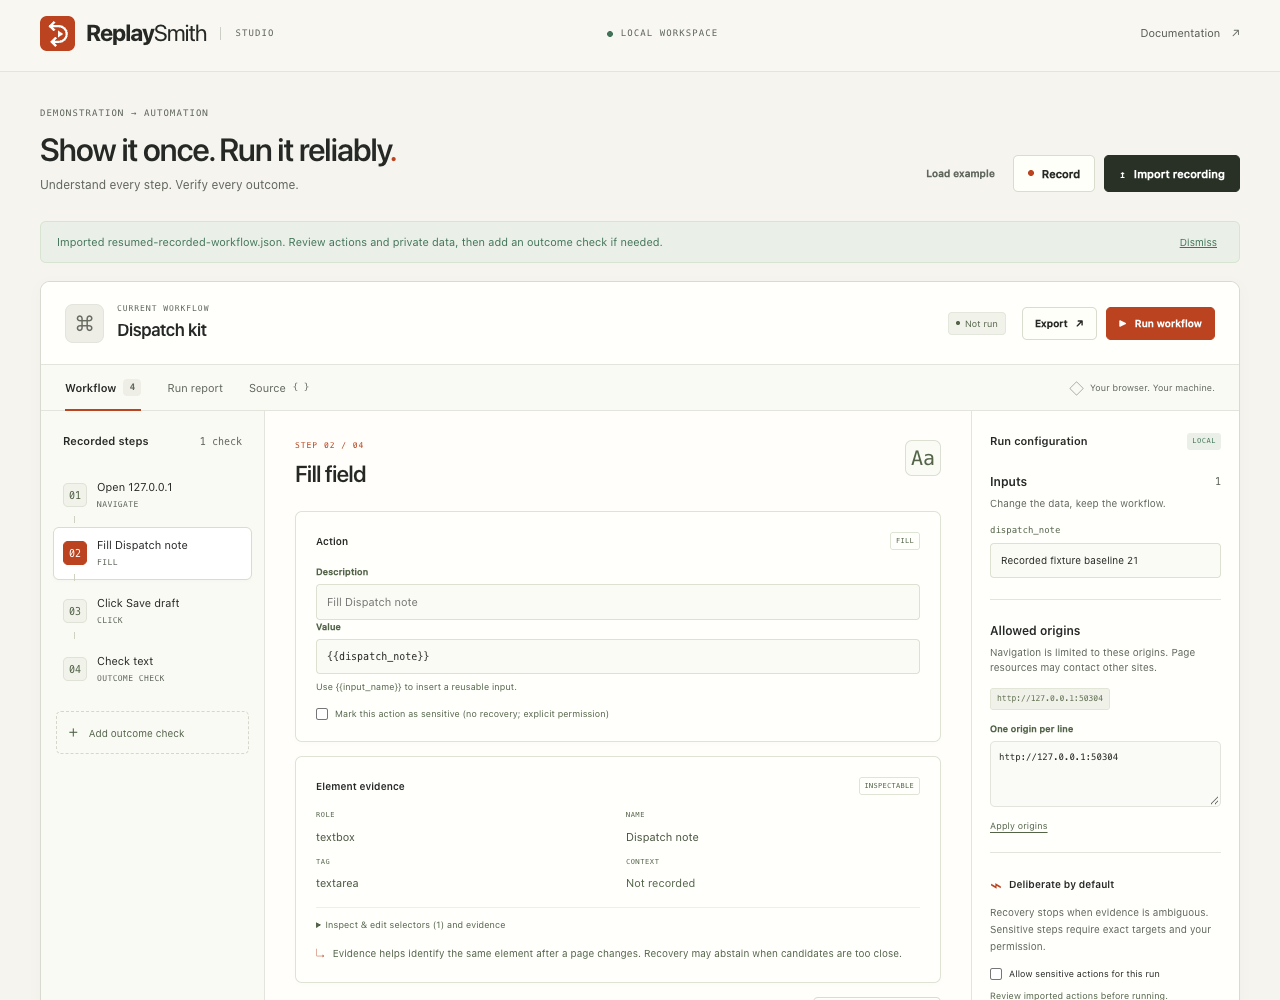 ReplaySmith
STUDIO
LOCAL WORKSPACE
Documentation ↗
DEMONSTRATION → AUTOMATION
Show it once. Run it reliably.
Understand every step. Verify every outcome.
Load example
Record
↥ Import recording
Imported resumed-recorded-workflow.json. Review actions and private data, then add an outcome check if needed.
Dismiss
⌘
CURRENT WORKFLOW
Dispatch kit
Not run
Export ↗
▶ Run workflow
Workflow 4
Run report
Source { }
Your browser. Your machine.
Recorded steps
1 check
01
Open 127.0.0.1
NAVIGATE
02
Fill Dispatch note
FILL
03
Click Save draft
CLICK
04
Check text
OUTCOME CHECK
+ Add outcome check
STEP 02 / 04
Fill field
Aa
Action
FILL
Description
Fill Dispatch note
Value
{{dispatch_note}}
Use {{input_name}} to insert a reusable input.
Mark this action as sensitive (no recovery; explicit permission)
Element evidence
INSPECTABLE
ROLE
textbox
NAME
Dispatch note
TAG
textarea
CONTEXT
Not recorded
▶ Inspect & edit selectors (1) and evidence
Evidence helps identify the same element after a page changes. Recovery may abstain when candidates are too close.
Run configuration
LOCAL
Inputs
1
Change the data, keep the workflow.
dispatch_note
Recorded fixture baseline 21
Allowed origins
Navigation is limited to these origins. Page
resources may contact other sites.
http://127.0.0.1:50304
One origin per line
http://127.0.0.1:50304
Apply origins
Deliberate by default
Recovery stops when evidence is ambiguous.
Sensitive steps require exact targets and your
permission.
Allow sensitive actions for this run
Review imported actions before running.